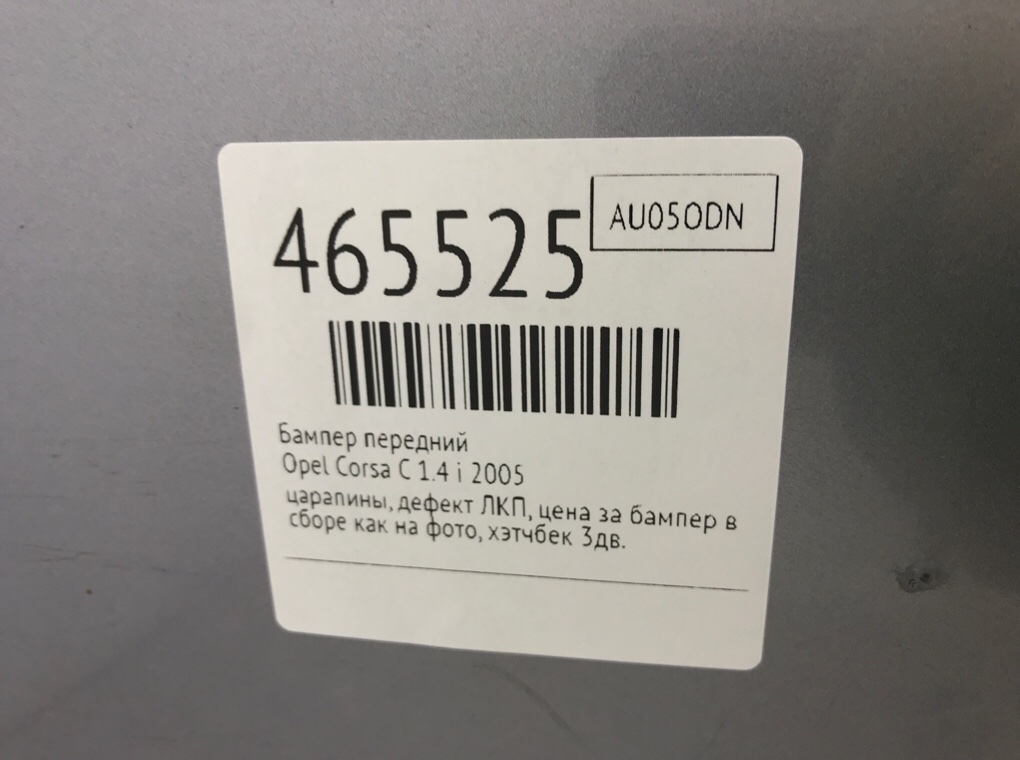 465525
AU05ODN
Бампер передний
Opel Corsa C 1.4 i 2005
царапины, дефект ЛКП, цена за бампер в
сборе как на фото, хэтчбек 3дв.